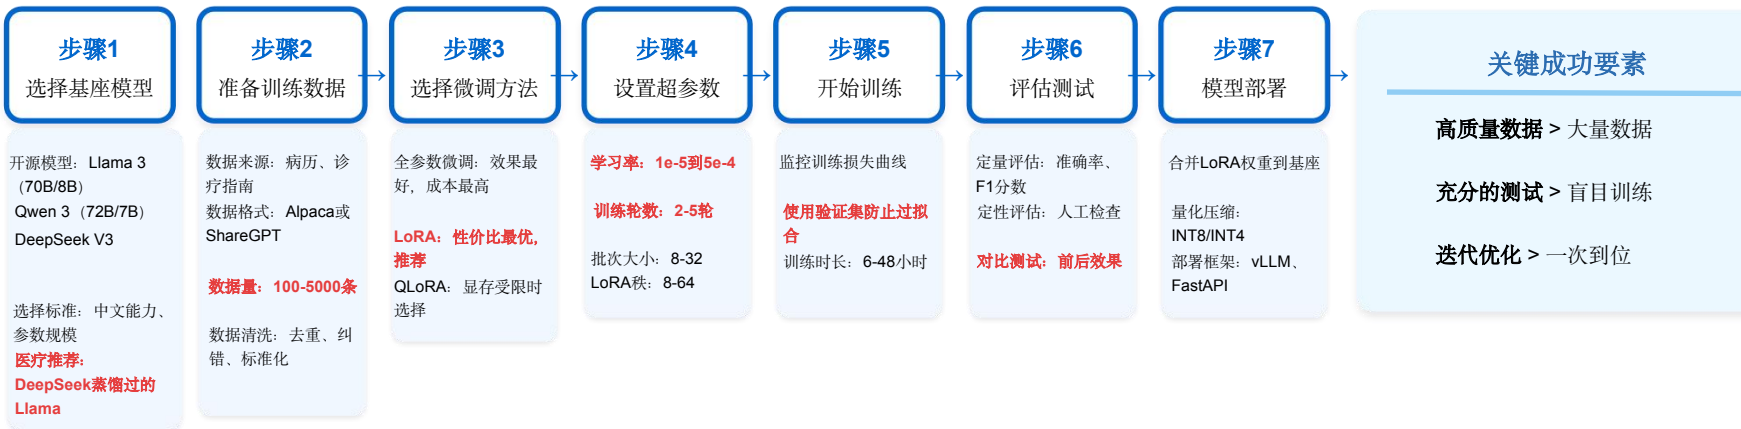 步骤1
选择基座模型
开源模型：Llama 3
（70B/8B）
Qwen 3（72B/7B）
DeepSeek V3
选择标准：中文能力、
参数规模
医疗推荐：
DeepSeek蒸馏过的
Llama
步骤2
准备训练数据
数据来源：病历、诊
疗指南
数据格式：Alpaca或
ShareGPT
数据量：100-5000条
数据清洗：去重、纠
错、标准化
→
步骤3
选择微调方法
全参数微调：效果最
好，成本最高
LoRA：性价比最优，
推荐
QLoRA：显存受限时
选择
→
步骤4
设置超参数
学习率：1e-5到5e-4
训练轮数：2-5轮
批次大小：8-32
LoRA秩：8-64
→
步骤5
开始训练
监控训练损失曲线
使用验证集防止过拟
合
训练时长：6-48小时
→
步骤6
评估测试
定量评估：准确率、
F1分数
定性评估：人工检查
对比测试：前后效果
→
步骤7
模型部署
合并LoRA权重到基座
量化压缩：
INT8/INT4
部署框架：vLLM、
FastAPI
→
关键成功要素
高质量数据 > 大量数据
充分的测试 > 盲目训练
迭代优化 > 一次到位